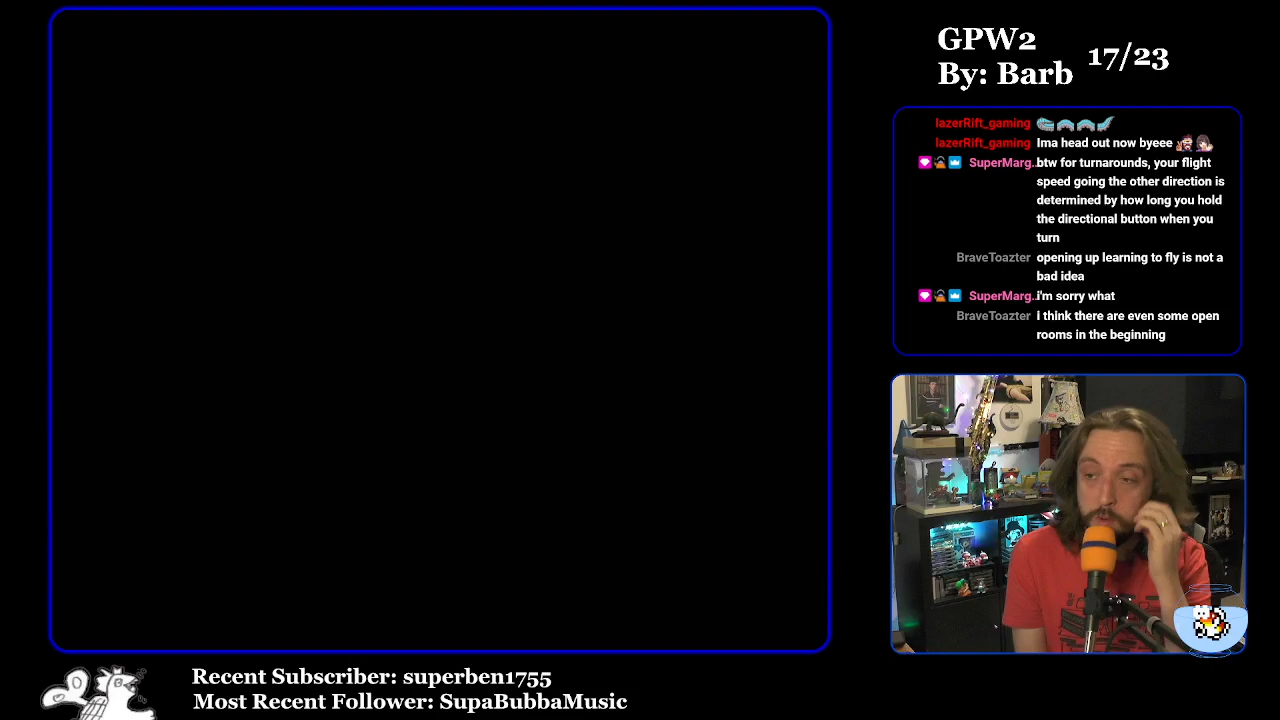 GPW2
By: Barb
17/23
lazerRift_gaming
lazerRift_gaming Ima head out now byeee
SuperMarg.. btw for turnarounds, your flight
speed going the other direction is
determined by how long you hold
the directional button when you
turn
BraveToazter opening up learning to fly is not a
bad idea
SuperMarg.. i'm sorry what
BraveToazter i think there are even some open
rooms in the beginning
Recent Subscriber: superben1755
Most Recent Follower: SupaBubbaMusic